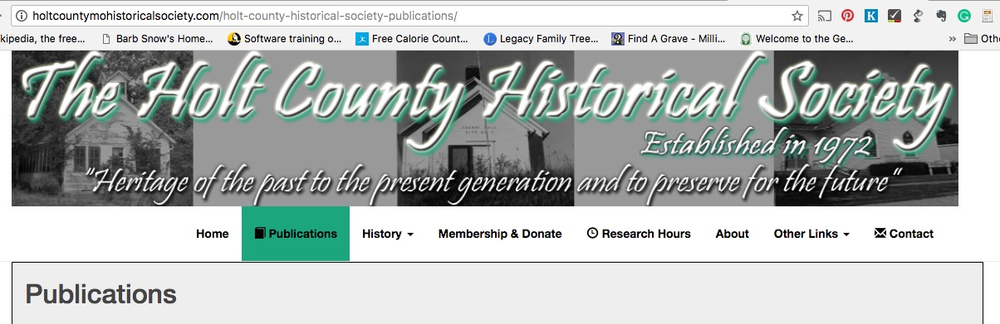 holtcountymohistoricalsociety.com/holt-county-historical-society-publications/
kipedia, the free... Barb Snow's Home... Software training o... Free Calorie Count... Legacy Family Tree... Find A Grave - Milli... Welcome to the Ge... » Othe
The Holt County Historical Society
Established in 1972
"Heritage of the past to the present generation and to preserve for the future"
Home Publications History Membership & Donate Research Hours About Other Links Contact
Publications